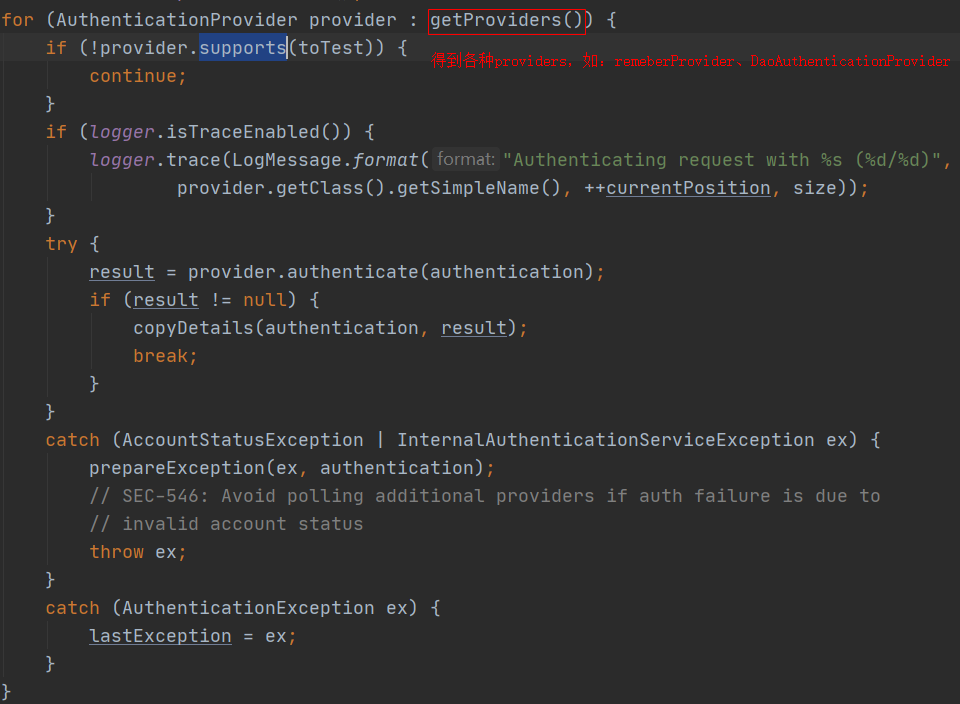 for (AuthenticationProvider provider : getProviders()) {
if (!provider.supports(toTest)) {
得到各种providers，如：remeberProvider、DaoAuthenticationProvider
continue;
}
if (logger.isTraceEnabled()) {
logger.trace(LogMessage.format( format: "Authenticating request with %s (%d/%d)",
provider.getClass().getSimpleName(), ++currentPosition, size));
}
try {
result = provider.authenticate(authentication);
if (result != null) {
copyDetails(authentication, result);
break;
}
}
catch (AccountStatusException | InternalAuthenticationServiceException ex) {
prepareException(ex, authentication);
// SEC-546: Avoid polling additional providers if auth failure is due to
// invalid account status
throw ex;
}
catch (AuthenticationException ex) {
lastException = ex;
}
}